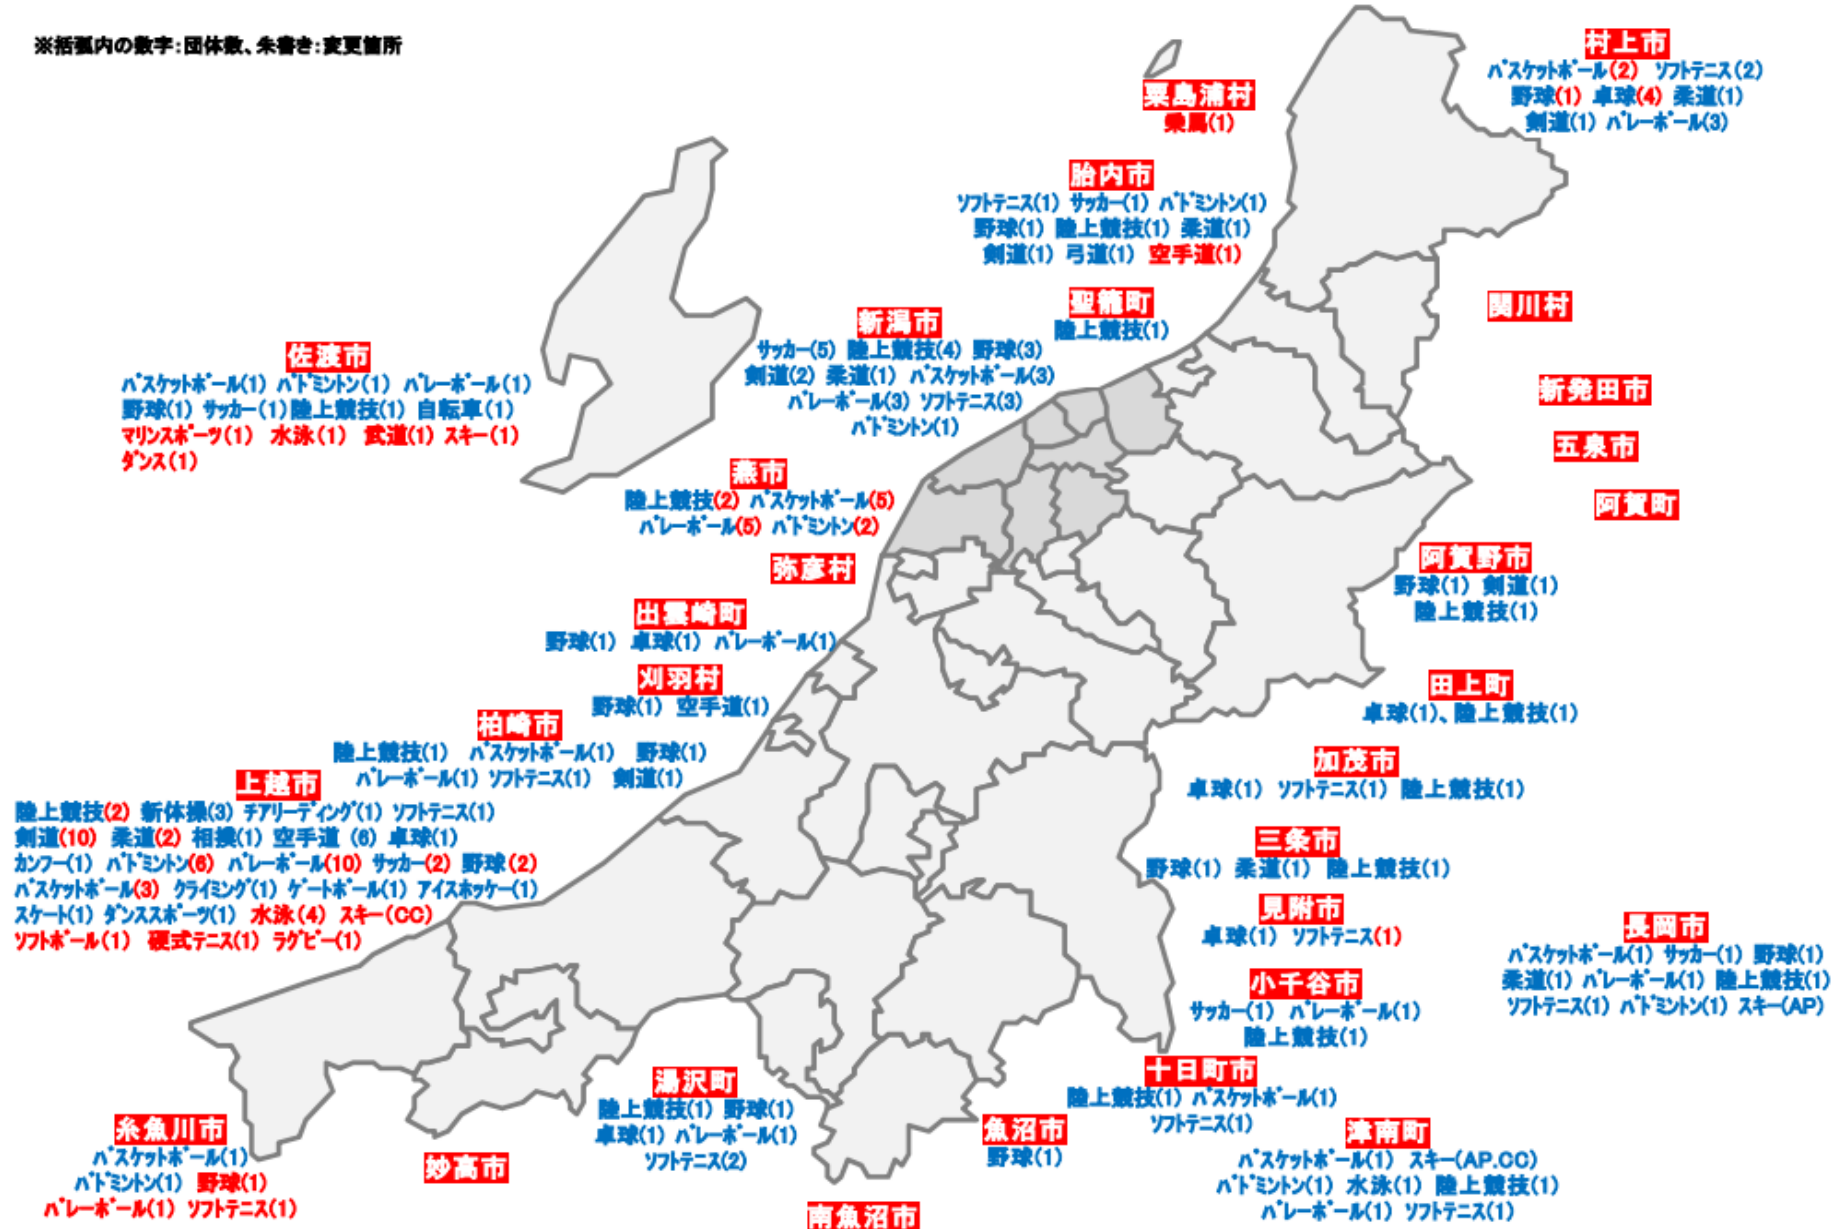 ※括弧内の数字:団体数、朱書き:変更箇所
村上市
バスケットボール(2) ソフトテニス(2)
野球(1) 卓球(4) 柔道(1)
剣道(1) バレーボール(3)
粟島浦村
乗馬(1)
胎内市
ソフトテニス(1) サッカー(1) バドミントン(1)
野球(1) 陸上競技(1) 柔道(1)
剣道(1) 弓道(1) 空手道(1)
聖籠町
陸上競技(1)
関川村
新発田市
五泉市
阿賀町
新潟市
サッカー(5) 陸上競技(4) 野球(3)
剣道(2) 柔道(1) バスケットボール(3)
バレーボール(3) ソフトテニス(3)
バドミントン(1)
佐渡市
バスケットボール(1) バドミントン(1) バレーボール(1)
野球(1) サッカー(1) 陸上競技(1) 自転車(1)
マリンスポーツ(1) 水泳(1) 武道(1) スキー(1)
ダンス(1)
燕市
陸上競技(2) バスケットボール(5)
バレーボール(5) バドミントン(2)
弥彦村
阿賀野市
野球(1) 剣道(1)
陸上競技(1)
出雲崎町
野球(1) 卓球(1) バレーボール(1)
刈羽村
野球(1) 空手道(1)
田上町
卓球(1)、陸上競技(1)
柏崎市
陸上競技(1) バスケットボール(1) 野球(1)
バレーボール(1) ソフトテニス(1) 剣道(1)
加茂市
卓球(1) ソフトテニス(1) 陸上競技(1)
上越市
陸上競技(2) 新体操(3) チアリーディング(1) ソフトテニス(1)
剣道(10) 柔道(2) 相撲(1) 空手道 (6) 卓球(1)
カンフー(1) バドミントン(6) バレーボール(10) サッカー(2) 野球(2)
バスケットボール(3) クライミング(1) ゲートボール(1) アイスホッケー(1)
スケート(1) ダンススポーツ(1) 水泳(4) スキー(CC)
ソフトボール(1) 硬式テニス(1) ラグビー(1)
三条市
野球(1) 柔道(1) 陸上競技(1)
見附市
卓球(1) ソフトテニス(1)
長岡市
バスケットボール(1) サッカー(1) 野球(1)
柔道(1) バレーボール(1) 陸上競技(1)
ソフトテニス(1) バドミントン(1) スキー(AP)
小千谷市
サッカー(1) バレーボール(1)
陸上競技(1)
十日町市
陸上競技(1) バスケットボール(1)
ソフトテニス(1)
湯沢町
陸上競技(1) 野球(1)
卓球(1) バレーボール(1)
ソフトテニス(2)
魚沼市
野球(1)
津南町
バスケットボール(1) スキー(AP.CC)
バドミントン(1) 水泳(1) 陸上競技(1)
バレーボール(1) ソフトテニス(1)
糸魚川市
バスケットボール(1)
バドミントン(1) 野球(1)
バレーボール(1) ソフトテニス(1)
妙高市
南魚沼市